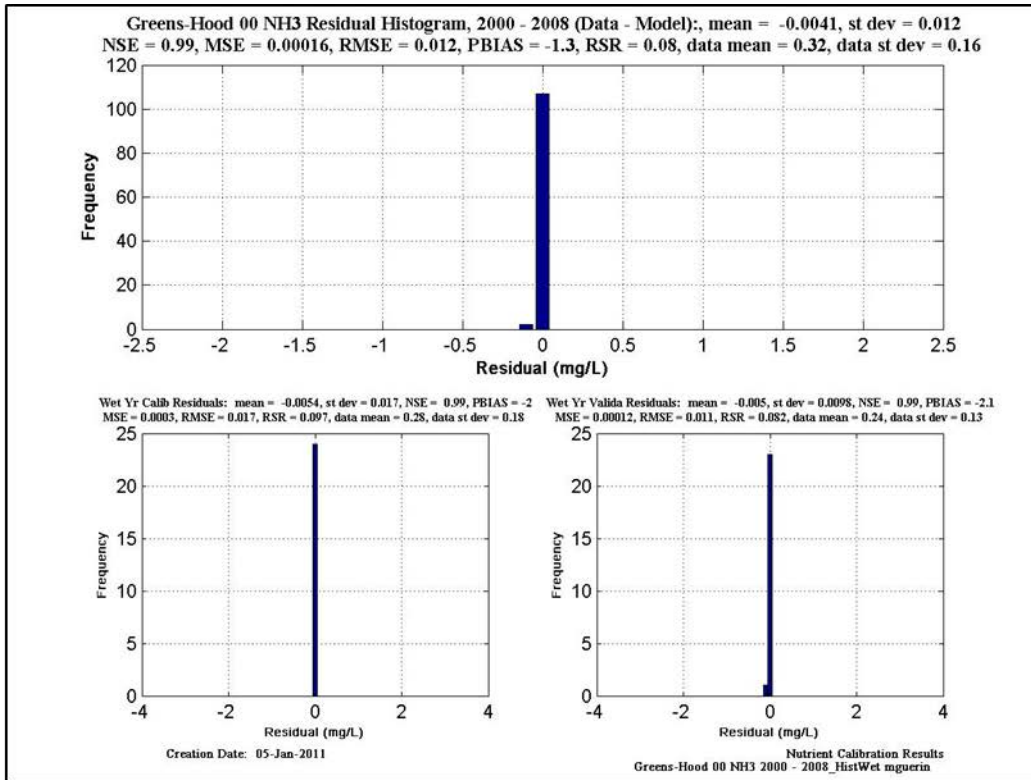 Greens-Hood 00 NH3 Residual Histogram, 2000 - 2008 (Data - Model):, mean = -0.0041, st dev = 0.012
NSE = 0.99, MSE = 0.00016, RMSE = 0.012, PBIAS = -1.3, RSR = 0.08, data mean = 0.32, data st dev = 0.16
120
100
80
60
40
20
0
Frequency
-2.5 -2 -1.5 -1 -0.5 0 0.5 1 1.5 2 2.5
Residual (mg/L)
Wet Yr Calib Residuals: mean = -0.0054, st dev = 0.017, NSE = 0.99, PBIAS = -2
MSE = 0.0003, RMSE = 0.017, RSR = 0.097, data mean = 0.28, data st dev = 0.18
25
20
15
10
5
0
Frequency
-4 -2 0 2 4
Residual (mg/L)
Wet Yr Valida Residuals: mean = -0.005, st dev = 0.0098, NSE = 0.99, PBIAS = -2.1
MSE = 0.00012, RMSE = 0.011, RSR = 0.082, data mean = 0.24, data st dev = 0.13
25
20
15
10
5
0
Frequency
-4 -2 0 2 4
Residual (mg/L)
Creation Date: 05-Jan-2011
Nutrient Calibration Results
Greens-Hood 00 NH3 2000 - 2008_HistWet mguerin